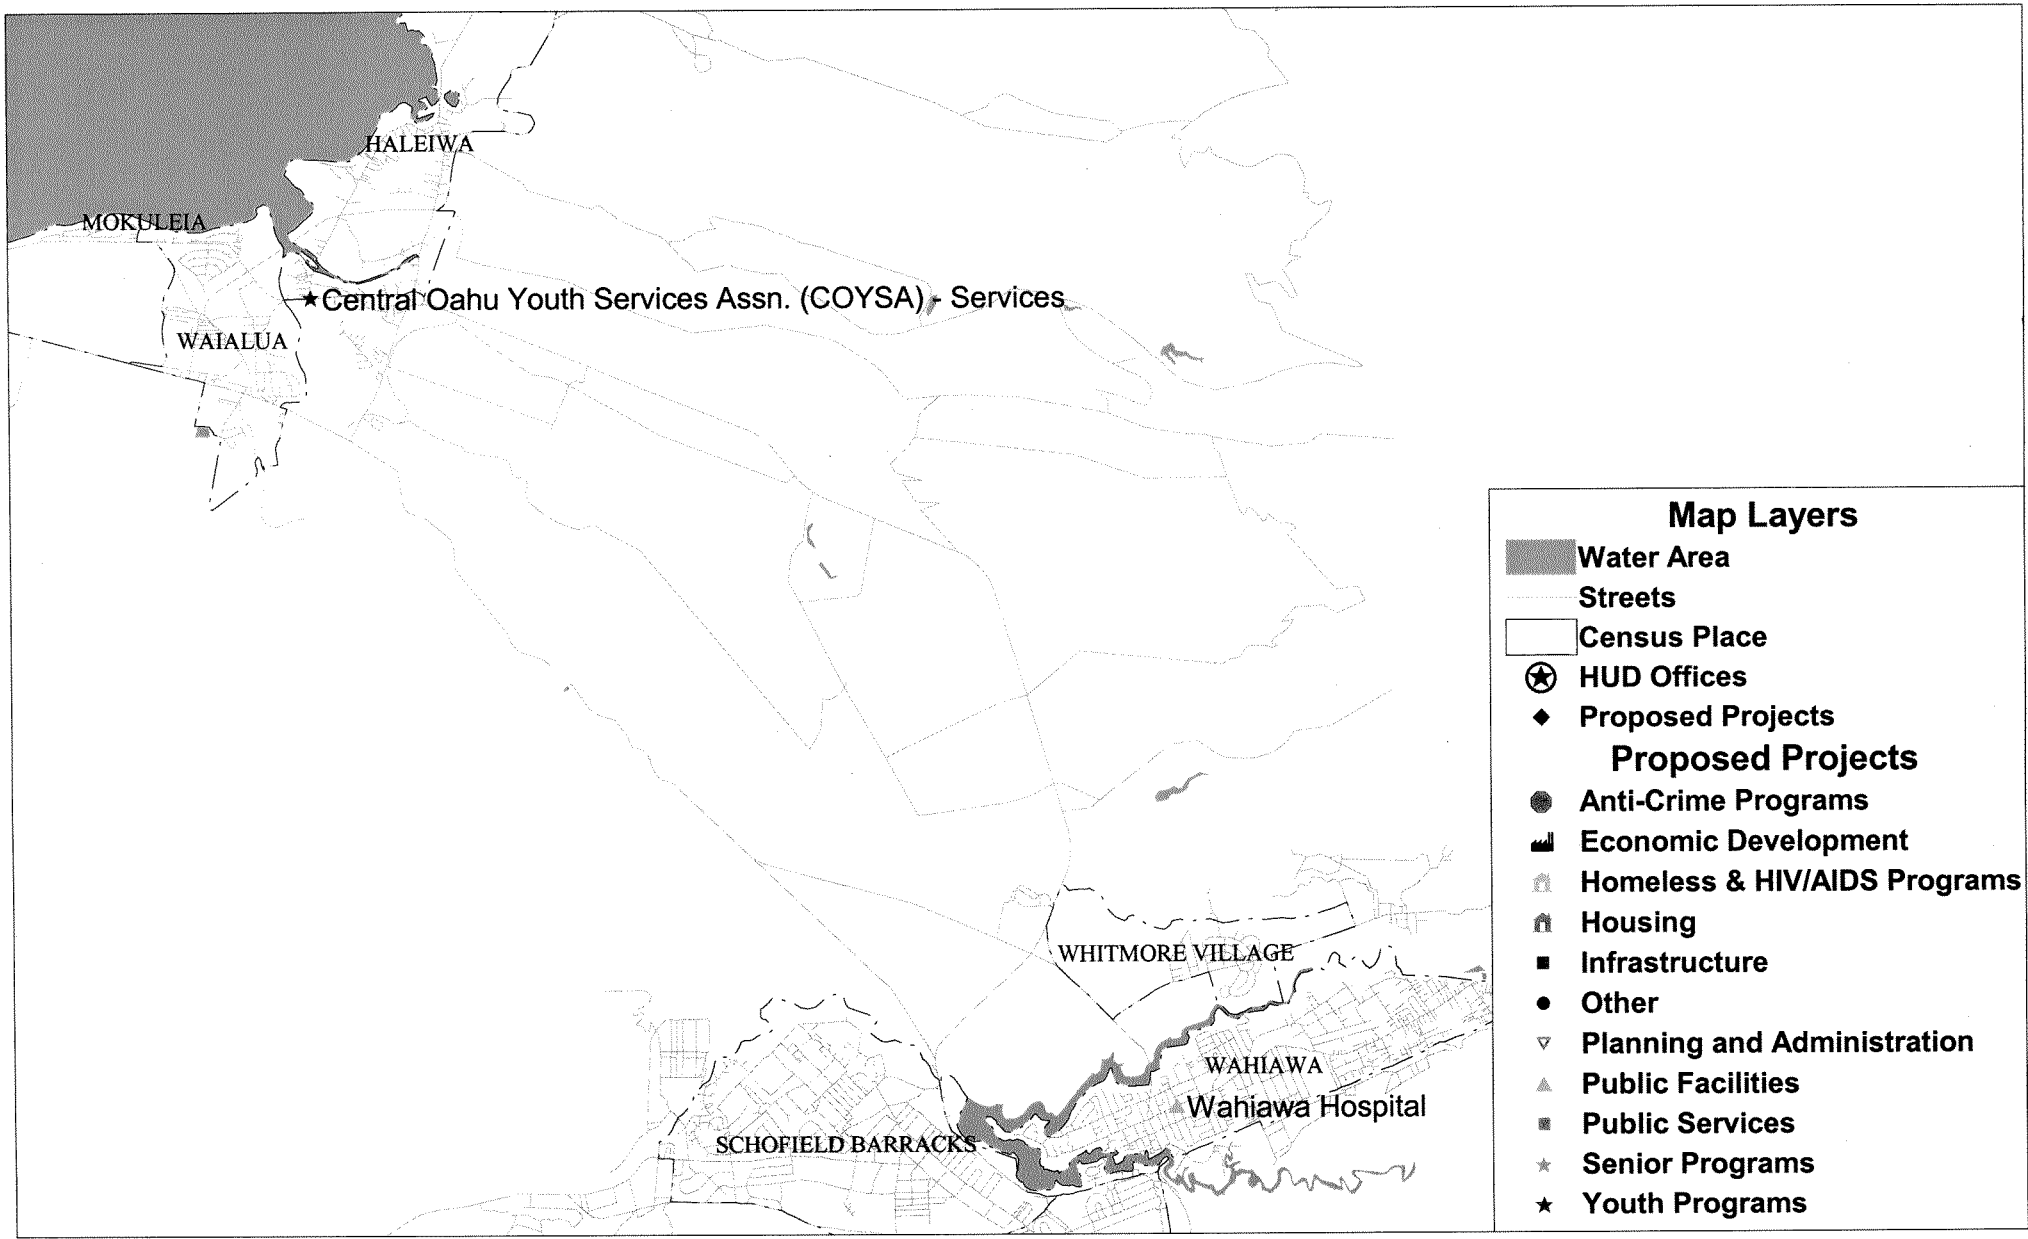 HALEIWA
MOKULEIA
Central Oahu Youth Services Assn. (COYSA) - Services
WAIALUA
WHITMORE VILLAGE
WAHIAWA
Wahiawa Hospital
SCHOFIELD BARRACKS
Map Layers
Water Area
Streets
Census Place
HUD Offices
Proposed Projects
Proposed Projects
Anti-Crime Programs
Economic Development
Homeless & HIV/AIDS Programs
Housing
Infrastructure
Other
Planning and Administration
Public Facilities
Public Services
Senior Programs
Youth Programs